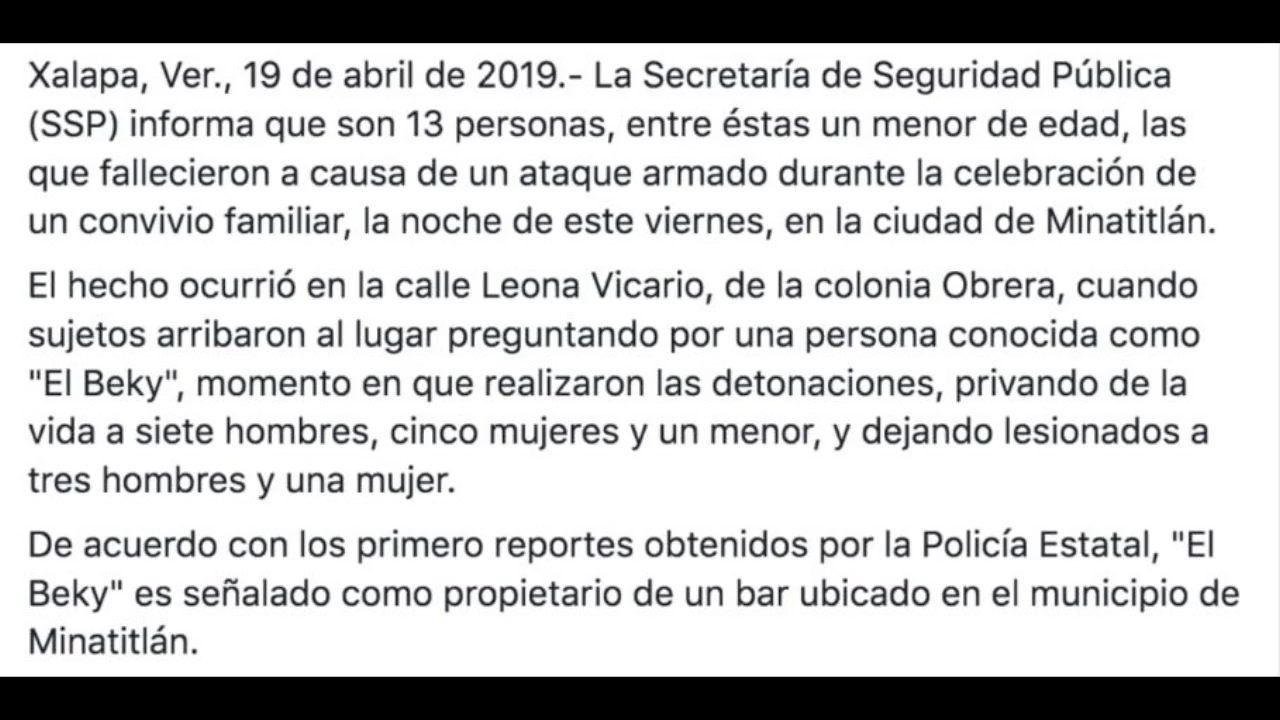 Xalapa, Ver., 19 de abril de 2019.- La Secretaría de Seguridad Pública
(SSP) informa que son 13 personas, entre éstas un menor de edad, las
que fallecieron a causa de un ataque armado durante la celebración de
un convivio familiar, la noche de este viernes, en la ciudad de Minatitlán.
El hecho ocurrió en la calle Leona Vicario, de la colonia Obrera, cuando
sujetos arribaron al lugar preguntando por una persona conocida como
"El Beky", momento en que realizaron las detonaciones, privando de la
vida a siete hombres, cinco mujeres y un menor, y dejando lesionados a
tres hombres y una mujer.
De acuerdo con los primero reportes obtenidos por la Policía Estatal, "El
Beky" es señalado como propietario de un bar ubicado en el municipio de
Minatitlán.